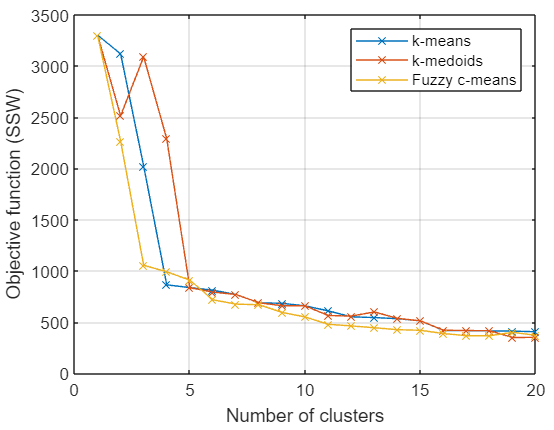 3500
3000
2500
2000
1500
1000
500
0
Objective function (SSW)
k-means
k-medoids
Fuzzy c-means
0 5 10 15 20
Number of clusters